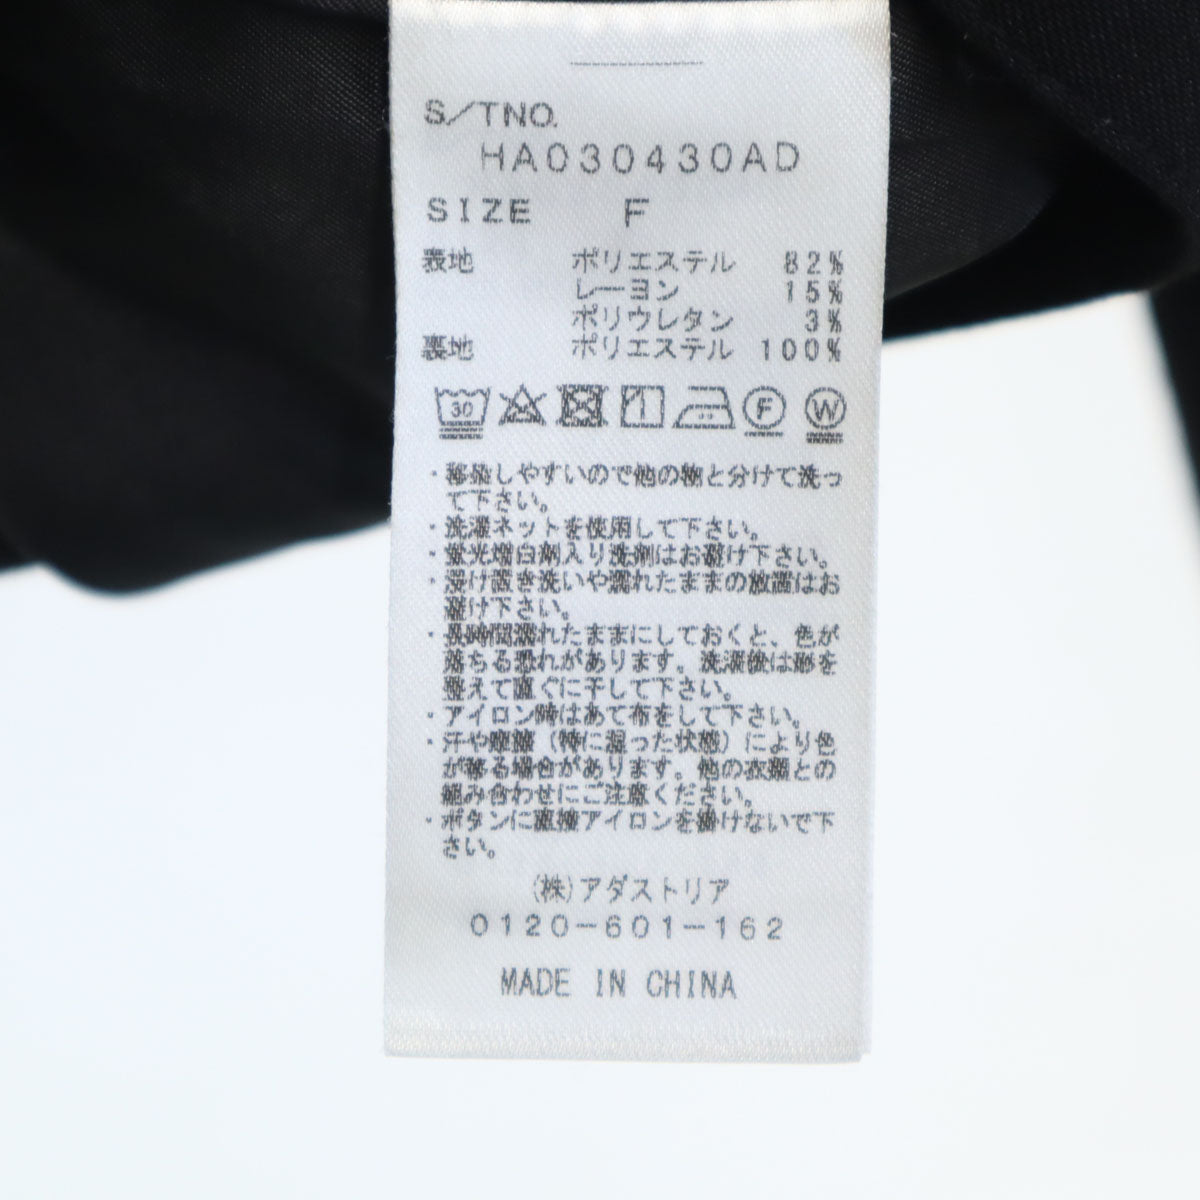 S/TNO.
HA030430AD
SIZE F
表地 ポリエステル 82%
レーヨン 15%
ポリウレタン 3%
裏地 ポリエステル 100%
30 F W
・移染しやすいので他の物と分けて洗っ
て下さい。
・洗濯ネットを使用して下さい。
・蛍光増白剤入り洗剤はお避け下さい。
・浸け置き洗いや濡れたままの放置はお
避け下さい。
・長時間濡れたままにしておくと、色が
落ちる恐れがあります。洗濯後は形を
整えて直ぐに干して下さい。
・アイロン時はあて布をして下さい。
・汗や摩擦（特に湿った状態）により色
が移る場合があります。他の衣類との
組み合わせにご注意ください。
・ボタンに直接アイロンを掛けないで下
さい。
(株)アダストリア
0120-601-162
MADE IN CHINA